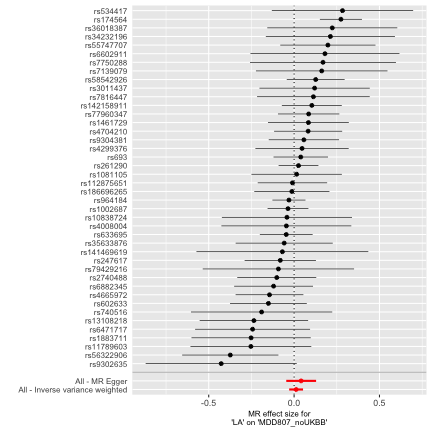 rs534417
rs174564
rs36018387
rs34232196
rs55747707
rs6602911
rs7750288
rs7139079
rs58542926
rs3011437
rs7816447
rs142158911
rs77960347
rs1461729
rs4704210
rs9304381
rs4299376
rs693
rs261290
rs1081105
rs112875651
rs186696265
rs964184
rs1002687
rs10838724
rs4008004
rs633695
rs35633876
rs141469619
rs247617
rs79429216
rs2740488
rs6882345
rs4665972
rs602633
rs740516
rs13108218
rs6471717
rs1883711
rs11789603
rs56322906
rs9302635
All - MR Egger
All - Inverse variance weighted
-0.5 0.0 0.5
MR effect size for
'LA' on 'MDD807_noUKBB'